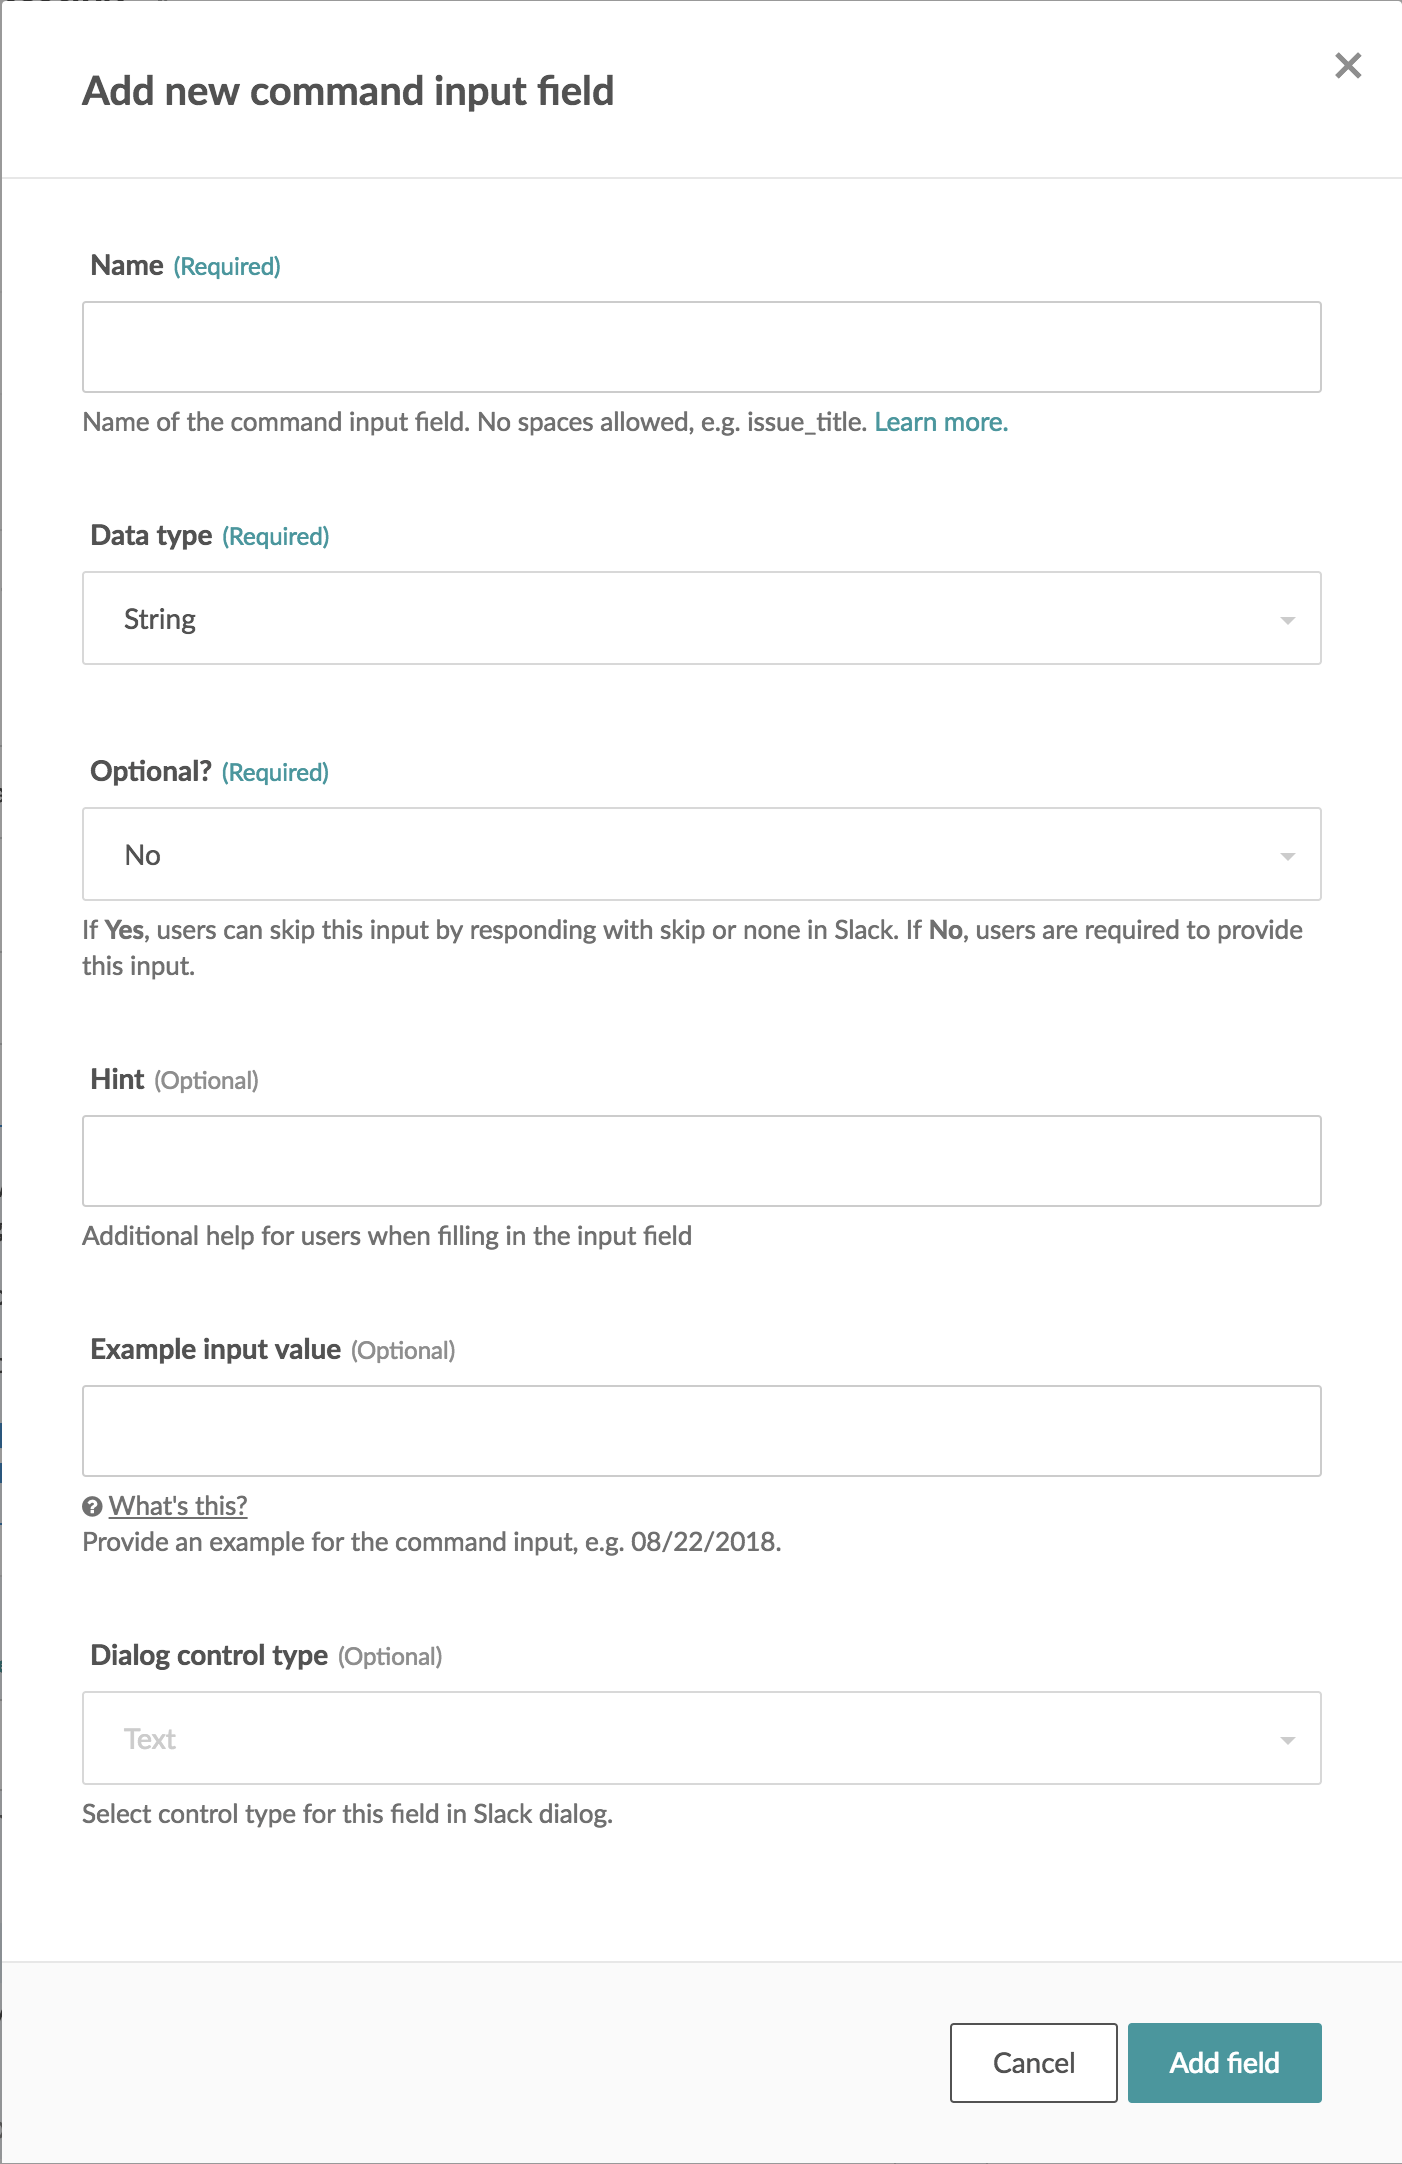 Add new command input field
Name (Required)
Name of the command input field. No spaces allowed, e.g. issue_title. Learn more.
Data type (Required)
String
Optional? (Required)
No
If Yes, users can skip this input by responding with skip or none in Slack. If No, users are required to provide
this input.
Hint (Optional)
Additional help for users when filling in the input field
Example input value (Optional)
What's this?
Provide an example for the command input, e.g. 08/22/2018.
Dialog control type (Optional)
Text
Select control type for this field in Slack dialog.
Cancel Add field